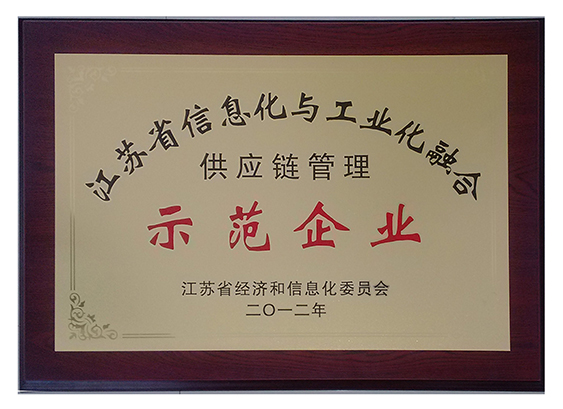 江苏省信息化与工业化融合
供应链管理
示范企业
江苏省经济和信息化委员会
二〇一二年